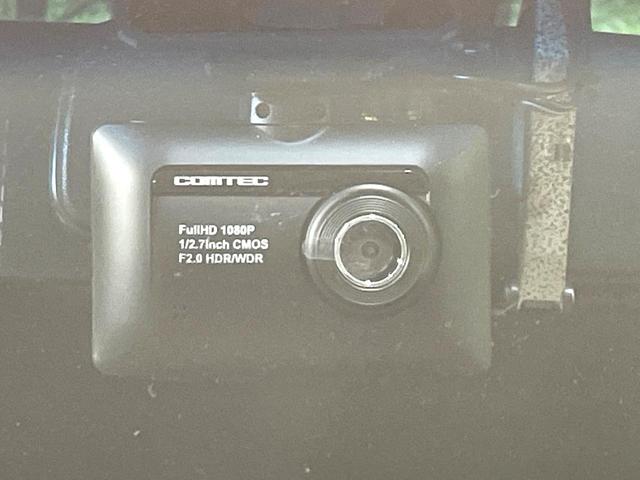 COMTEC
FullHD 1080P
1/2.7Inch CMOS
F2.0 HDR/WDR